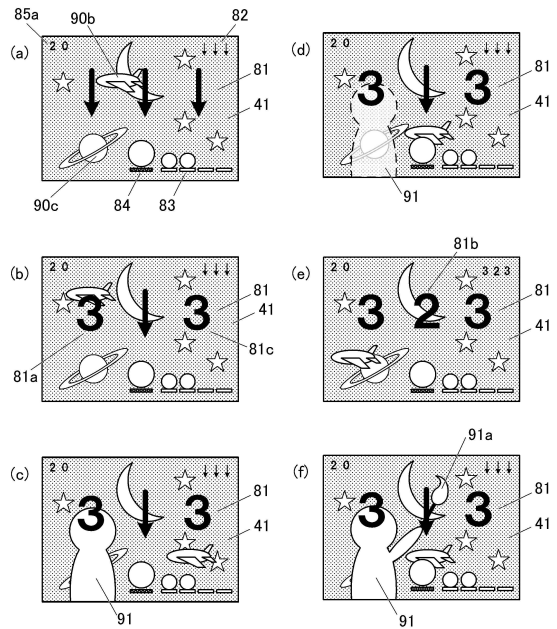 85a 90b 82
(a) 20 ↓↓↓
↓ ↓ ↓ 81
41
90c 84 83
(d) 20 ↓↓↓
3 ↓ 3 81
41
91
(b) 20 ↓↓↓
3 ↓ 3 81
41
81a 81c
81b
(e) 20 323
3 2 3 81
41
(c) 20 ↓↓↓
3 ↓ 3 81
41
91
91a
(f) 20 ↓↓↓
3 ↓ 3 81
41
91